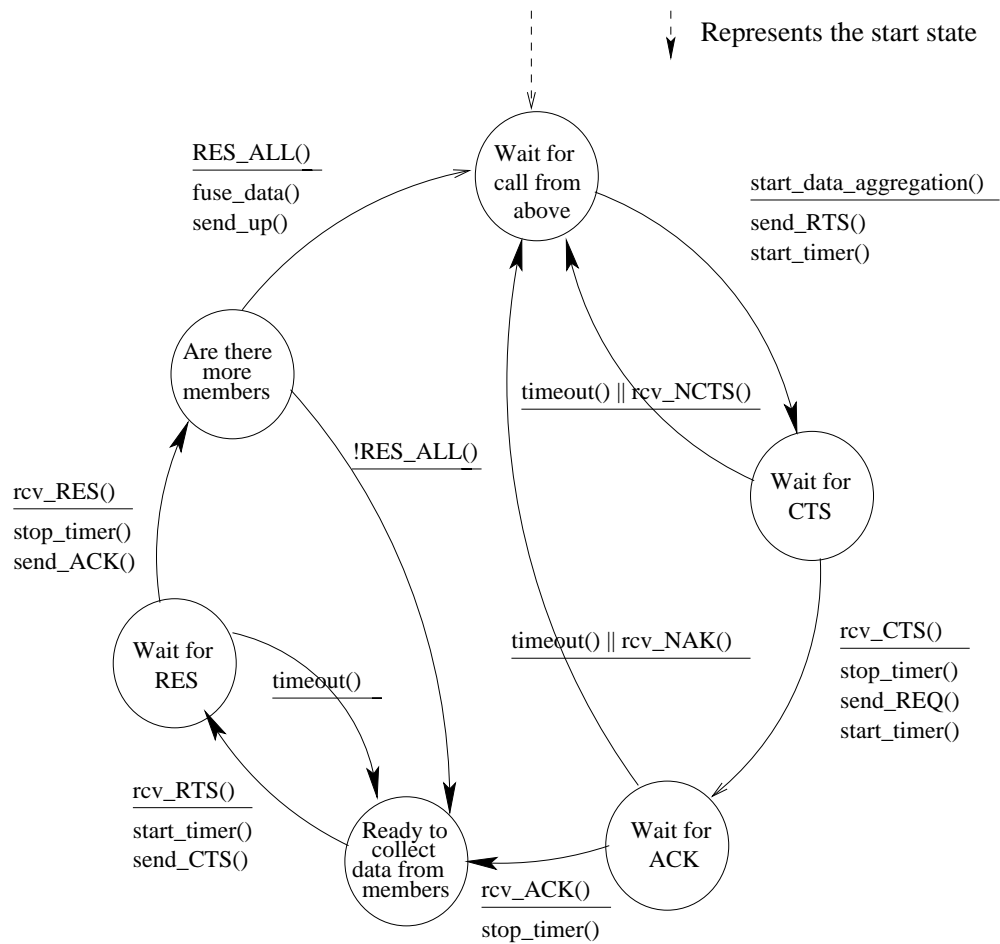 Represents the start state
Wait for
call from
above
RES_ALL()
fuse_data()
send_up()
start_data_aggregation()
send_RTS()
start_timer()
Are there
more
members
timeout() || rcv_NCTS()
!RES_ALL()
Wait for
CTS
rcv_RES()
stop_timer()
send_ACK()
Wait for
RES
timeout() || rcv_NAK()
rcv_CTS()
stop_timer()
send_REQ()
start_timer()
timeout()
rcv_RTS()
start_timer()
send_CTS()
Ready to
collect
data from
members
Wait for
ACK
rcv_ACK()
stop_timer()